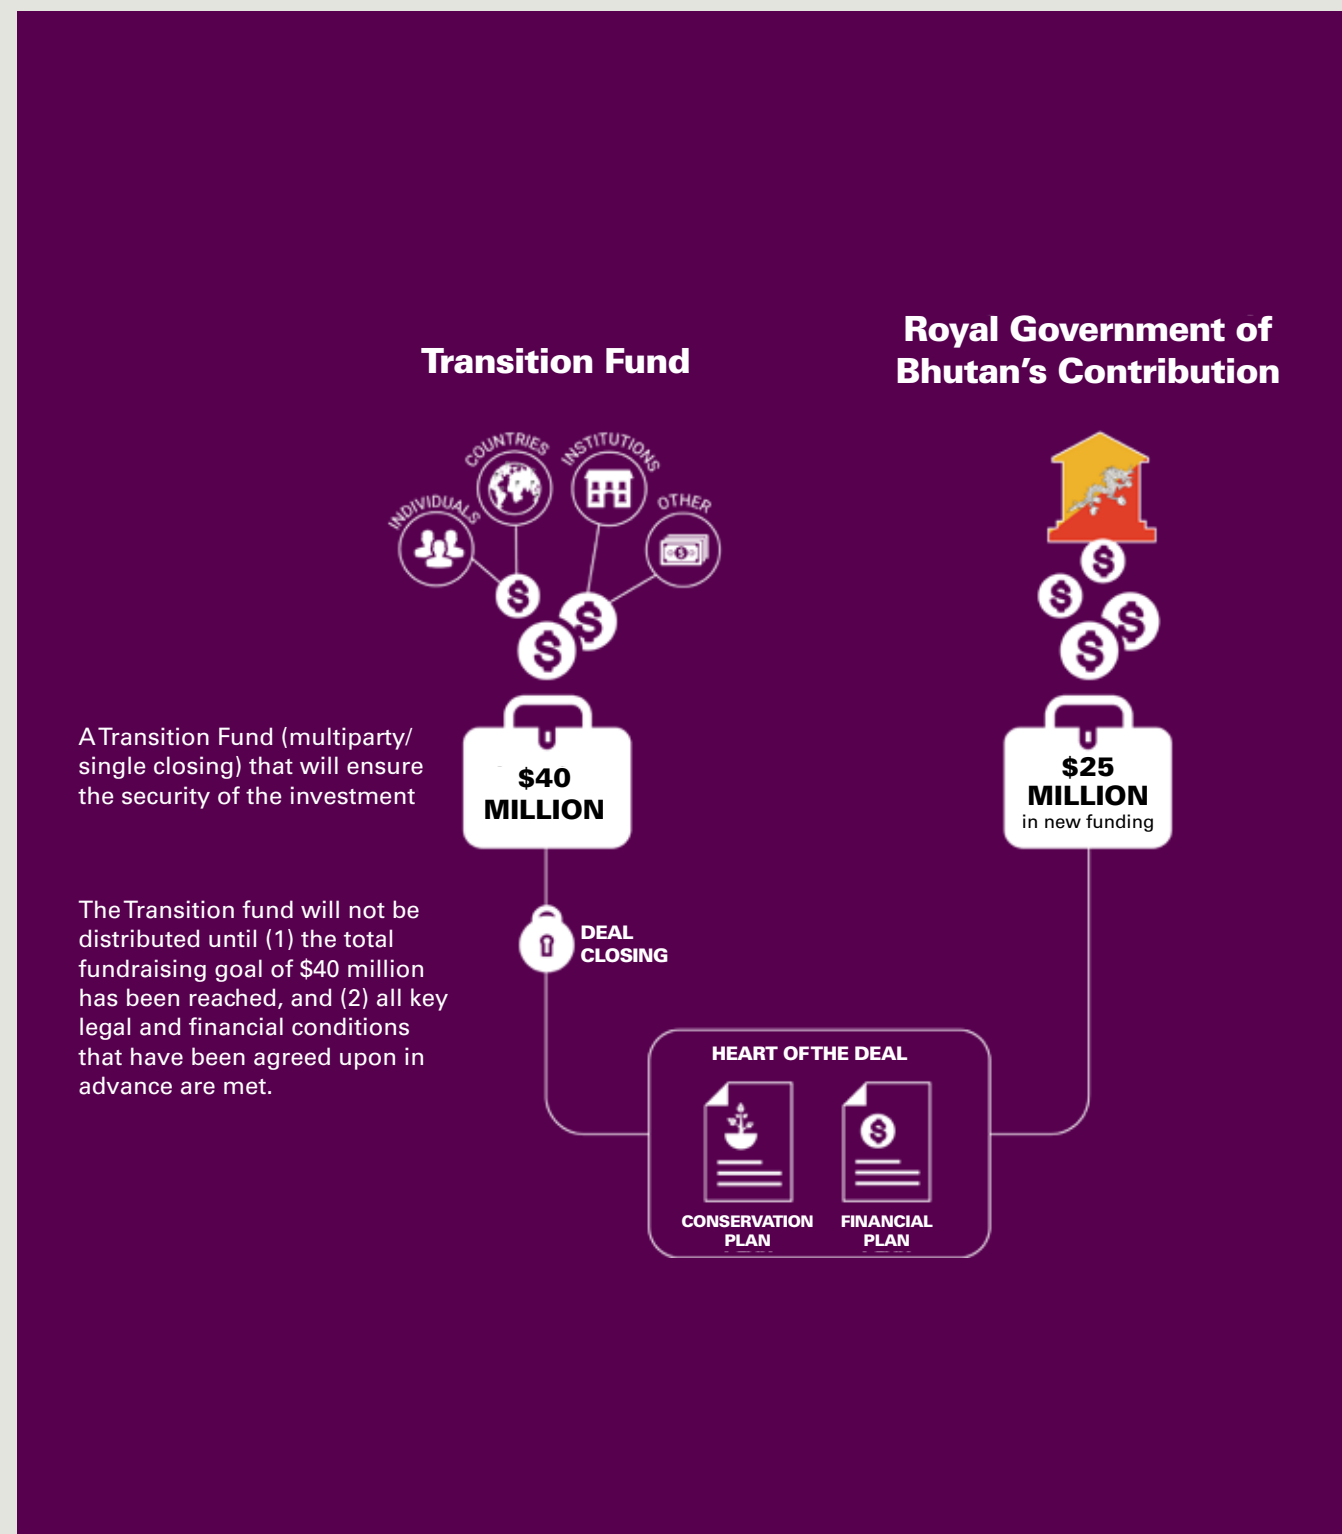 Transition Fund
Royal Government of
Bhutan's Contribution
INDIVIDUALS
COUNTRIES
INSTITUTIONS
OTHER
$
$
$
$
$
$
$
A Transition Fund (multiparty/
single closing) that will ensure
the security of the investment
$40
MILLION
$25
MILLION
in new funding
The Transition fund will not be
distributed until (1) the total
fundraising goal of $40 million
has been reached, and (2) all key
legal and financial conditions
that have been agreed upon in
advance are met.
DEAL
CLOSING
HEART OF THE DEAL
$
CONSERVATION
PLAN
FINANCIAL
PLAN